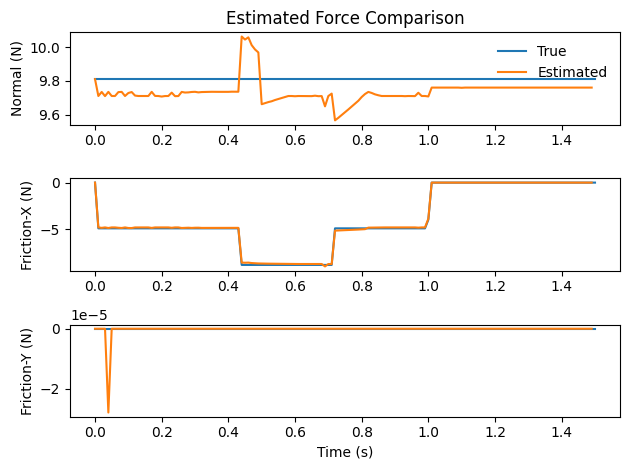 Estimated Force Comparison
Normal (N)
10.0
9.8
9.6
True
Estimated
0.0 0.2 0.4 0.6 0.8 1.0 1.2 1.4
Friction-X (N)
0
−5
0.0 0.2 0.4 0.6 0.8 1.0 1.2 1.4
1e−5
Friction-Y (N)
0
−2
0.0 0.2 0.4 0.6 0.8 1.0 1.2 1.4
Time (s)